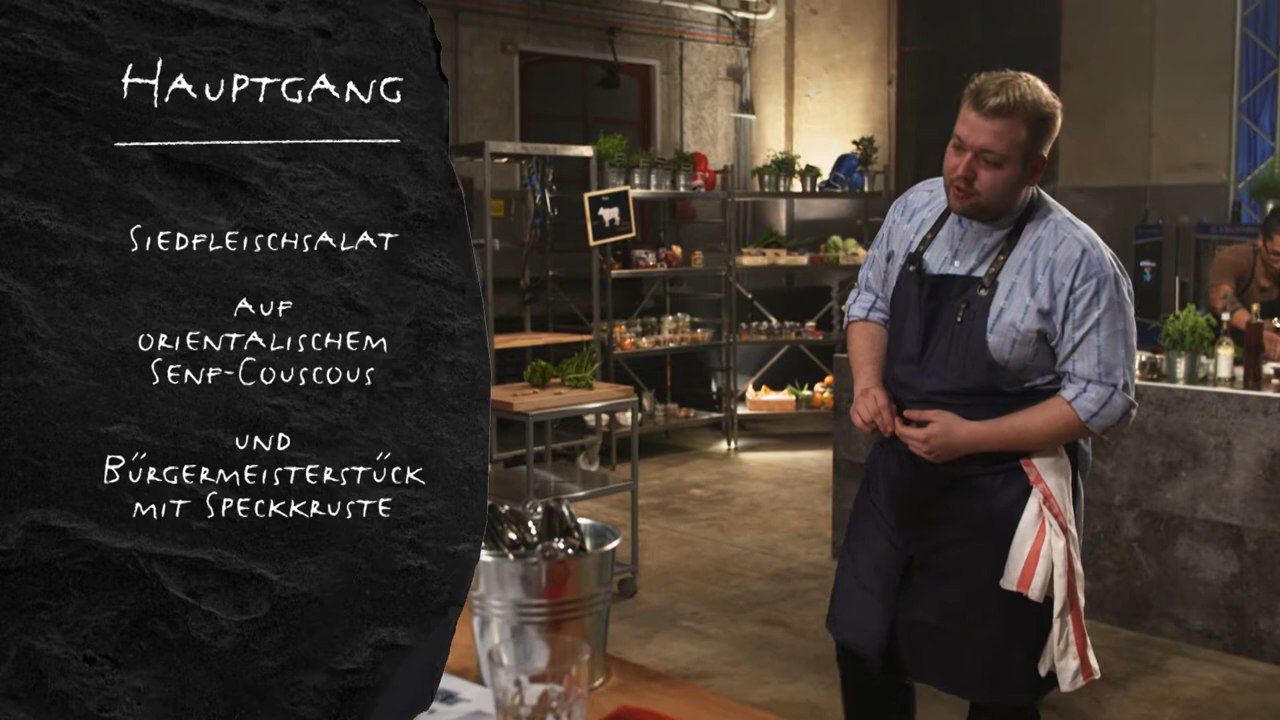 HAUPTGANG
SIEDFLEISCHSALAT
AUF
ORIENTALISCHEM
SENF-COUSCOUS
UND
BÜRGERMEISTERSTÜCK
MIT SPECKKRUSTE